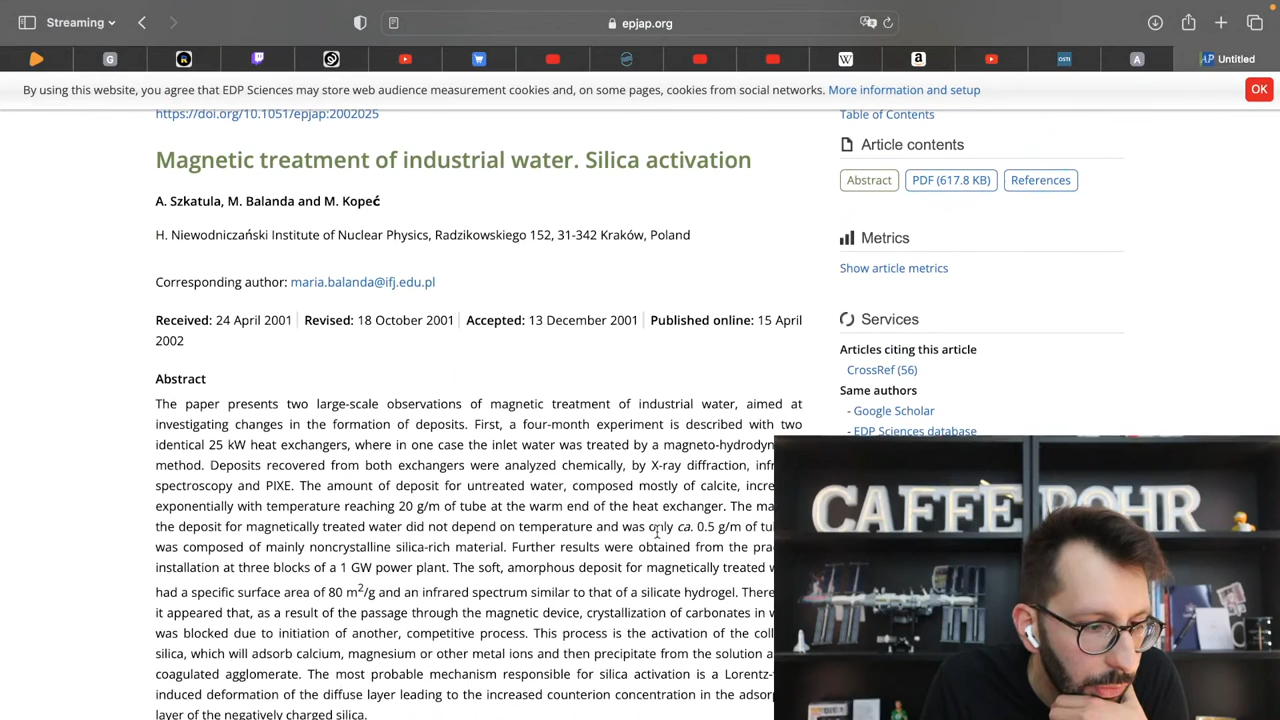 Streaming
epjap.org
G
W
a
OSTI
A
AP Untitled
By using this website, you agree that EDP Sciences may store web audience measurement cookies and, on some pages, cookies from social networks. More information and setup
OK
https://doi.org/10.1051/epjap:2002025
Magnetic treatment of industrial water. Silica activation
A. Szkatula, M. Balanda and M. Kopeć
H. Niewodniczański Institute of Nuclear Physics, Radzikowskiego 152, 31-342 Kraków, Poland
Corresponding author: maria.balanda@ifj.edu.pl
Received: 24 April 2001 Revised: 18 October 2001 Accepted: 13 December 2001 Published online: 15 April
2002
Abstract
The paper presents two large-scale observations of magnetic treatment of industrial water, aimed at
investigating changes in the formation of deposits. First, a four-month experiment is described with two
identical 25 kW heat exchangers, where in one case the inlet water was treated by a magneto-hydrodyn
method. Deposits recovered from both exchangers were analyzed chemically, by X-ray diffraction, infr
spectroscopy and PIXE. The amount of deposit for untreated water, composed mostly of calcite, incre
exponentially with temperature reaching 20 g/m of tube at the warm end of the heat exchanger. The ma
the deposit for magnetically treated water did not depend on temperature and was only ca. 0.5 g/m of tu
was composed of mainly noncrystalline silica-rich material. Further results were obtained from the pra
installation at three blocks of a 1 GW power plant. The soft, amorphous deposit for magnetically treated
had a specific surface area of 80 m2/g and an infrared spectrum similar to that of a silicate hydrogel. There
it appeared that, as a result of the passage through the magnetic device, crystallization of carbonates in
was blocked due to initiation of another, competitive process. This process is the activation of the coll
silica, which will adsorb calcium, magnesium or other metal ions and then precipitate from the solution a
coagulated agglomerate. The most probable mechanism responsible for silica activation is a Lorentz-
induced deformation of the diffuse layer leading to the increased counterion concentration in the adsor
layer of the negatively charged silica.
Table of Contents
Article contents
Abstract
PDF (617.8 KB)
References
Metrics
Show article metrics
Services
Articles citing this article
CrossRef (56)
Same authors
- Google Scholar
- EDP Sciences database
CAFFE ROHR